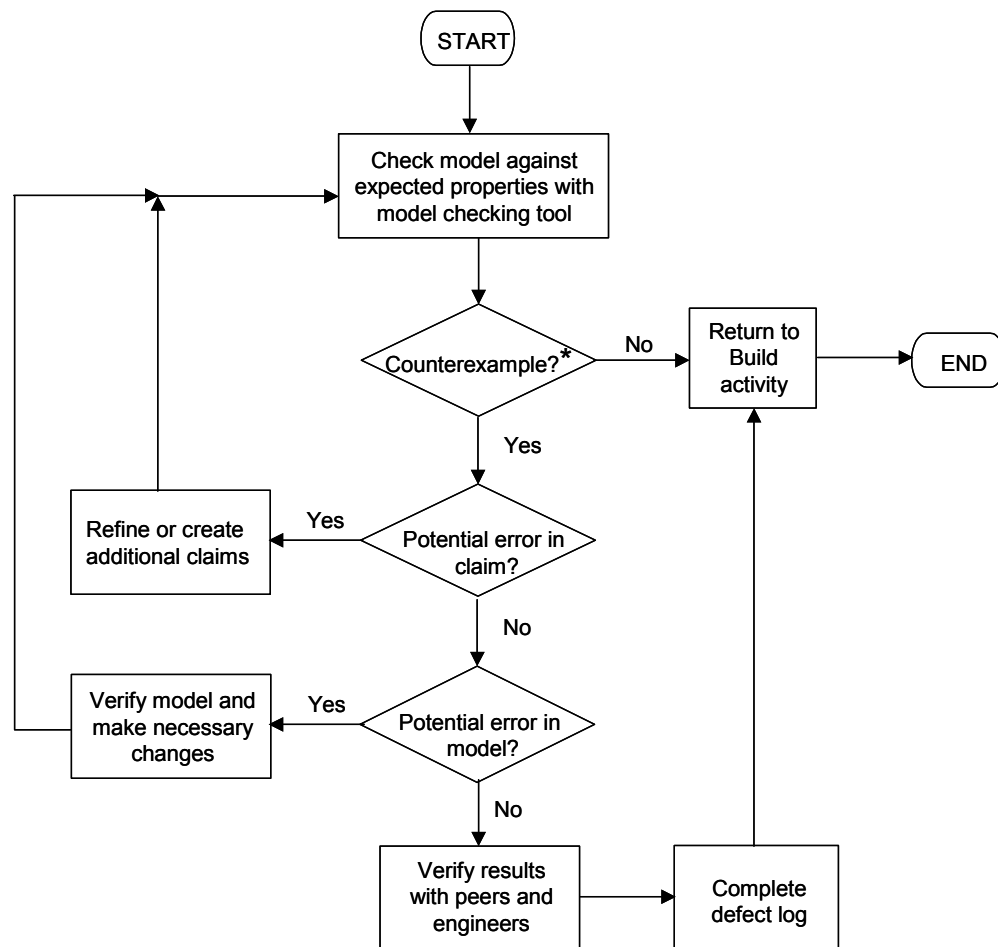 START
Check model against
expected properties with
model checking tool
Counterexample?*
No
Return to
Build
activity
END
Yes
Refine or create
additional claims
Yes
Potential error in
claim?
No
Verify model and
make necessary
changes
Yes
Potential error in
model?
No
Verify results
with peers and
engineers
Complete
defect log